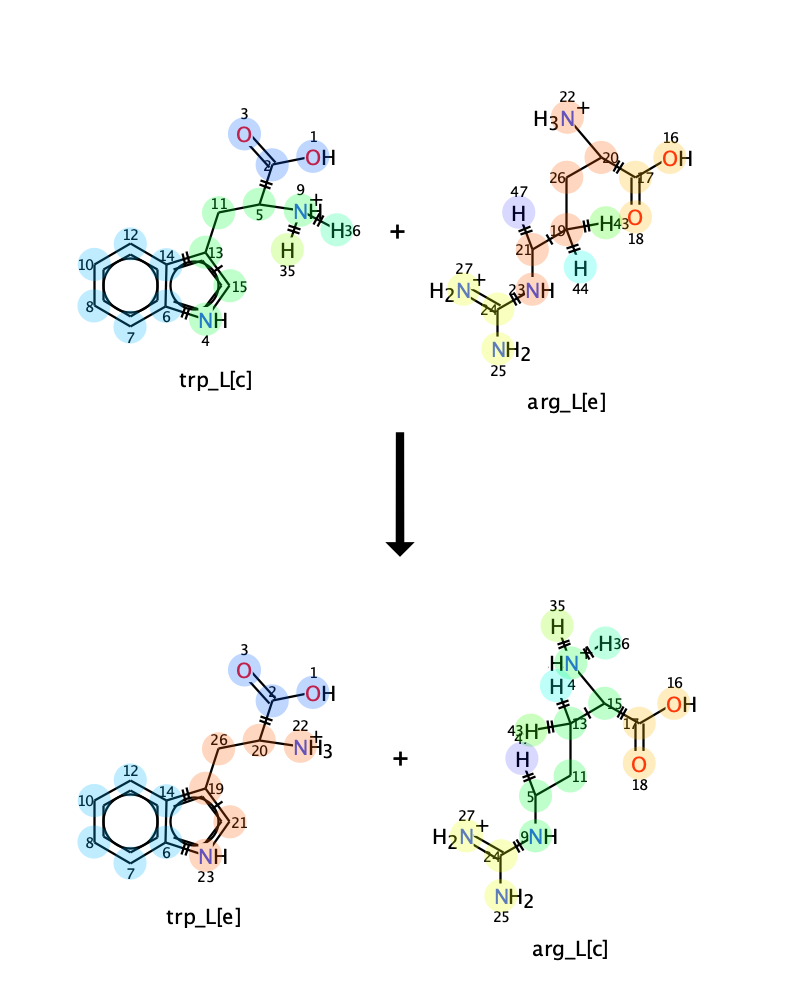 22
3
H3N+
16
1
O
OH
20
OH
2
26
17
9
47
O
11
5
NH+
H36
+
H
19
H43
18
12
H
21
14
13
35
H
10
27
44
15
H2N+
23
NH
8
24
6
NH
7
4
NH2
trp_L[c]
25
arg_L[e]
35
H
3
1
H36
O
HN
16
2
OH
H
4
15
OH
22
13
17
26
20
NH3+
43H
4
+
H
O
12
18
14
19
11
10
5
21
27
H2N+
9
NH
8
6
24
NH
7
23
NH2
trp_L[e]
25
arg_L[c]